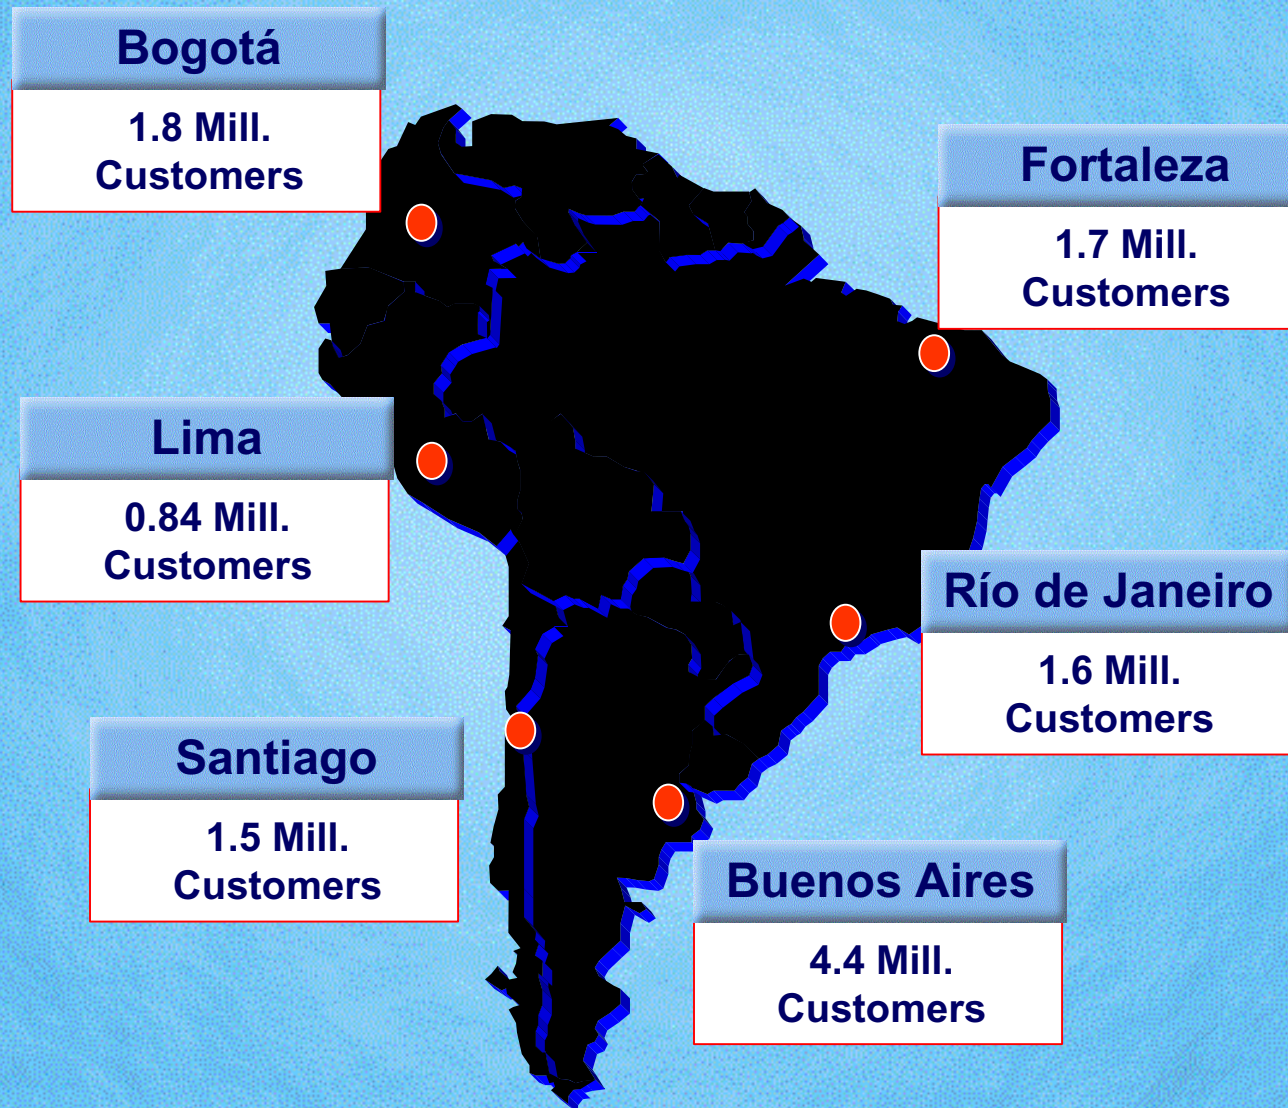 Bogotá
1.8 Mill.
Customers
Fortaleza
1.7 Mill.
Customers
Lima
0.84 Mill.
Customers
Río de Janeiro
1.6 Mill.
Customers
Santiago
1.5 Mill.
Customers
Buenos Aires
4.4 Mill.
Customers